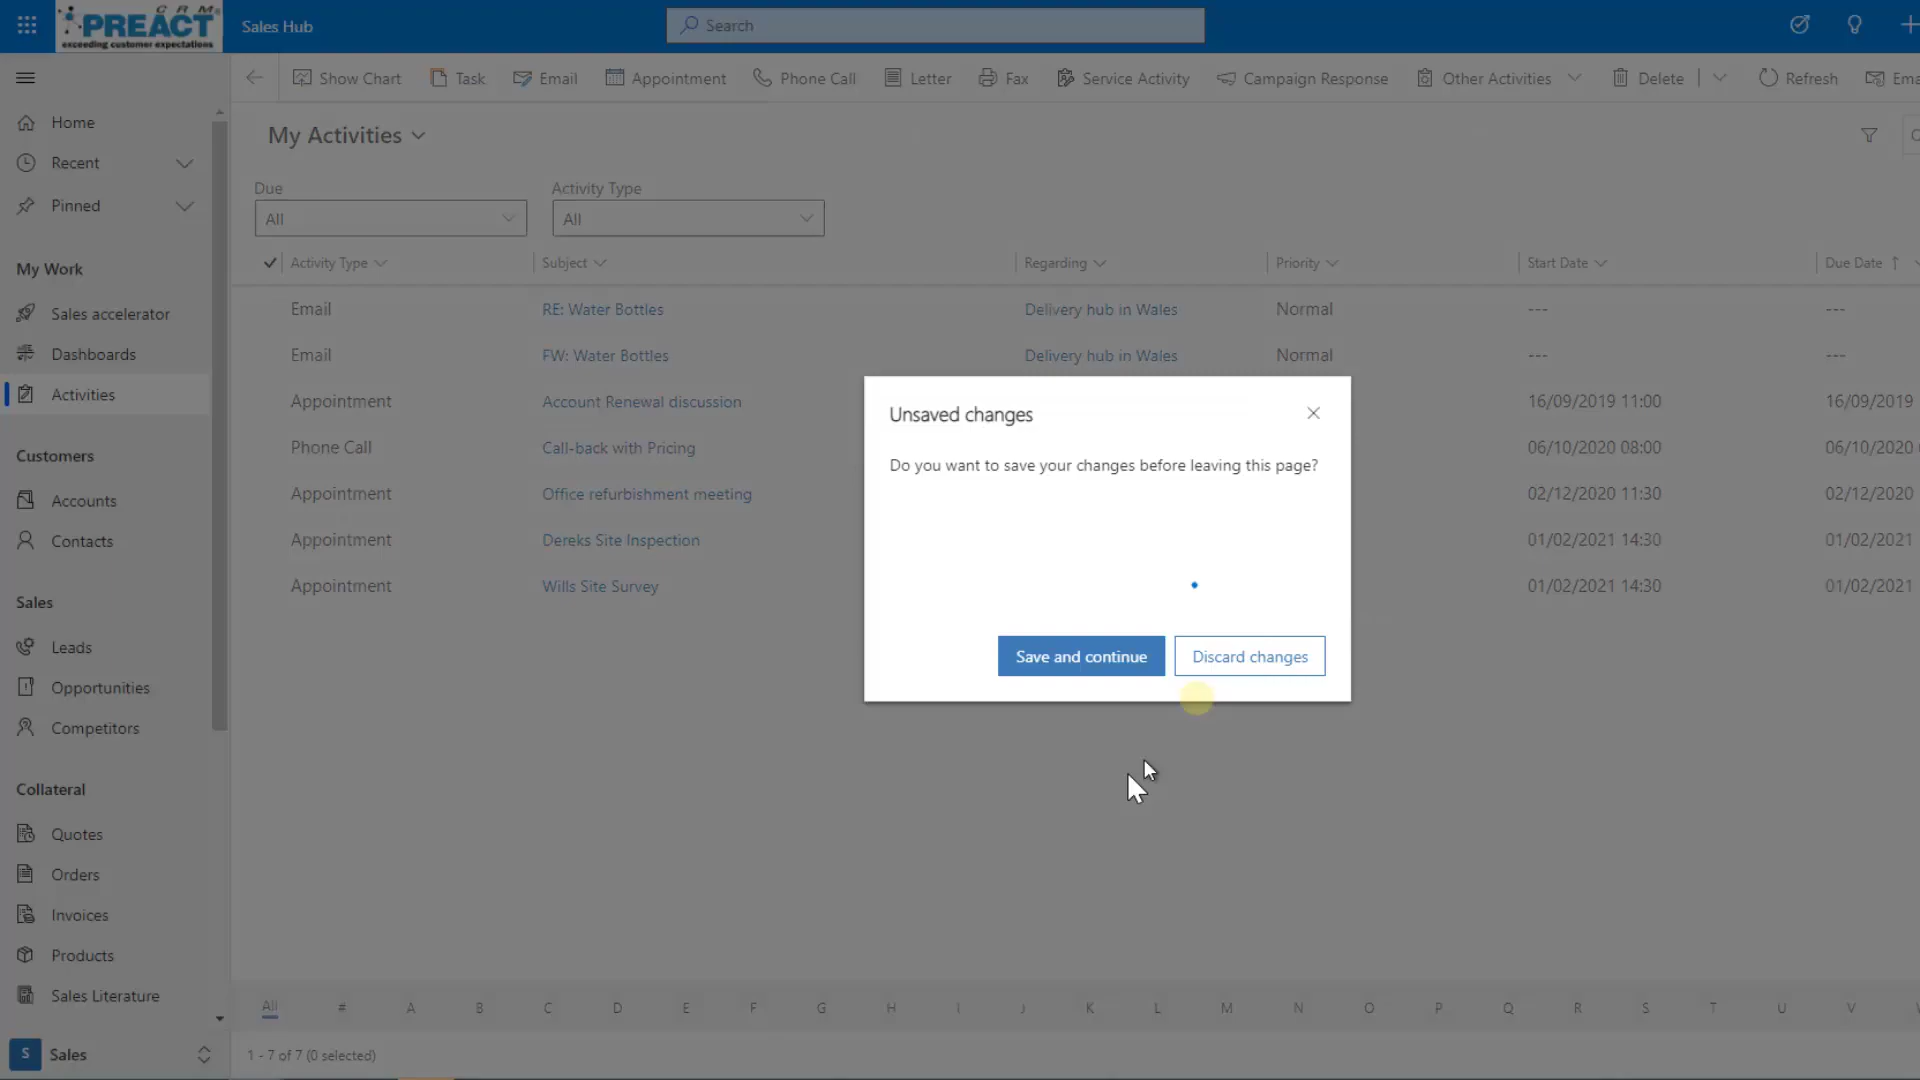 CRM
PREACT
exceeding customer expectations
Sales Hub
Search
Show Chart
Task
Email
Appointment
Phone Call
Letter
Fax
Service Activity
Campaign Response
Other Activities
Delete
Refresh
Ema
Home
Recent
Pinned
My Work
Sales accelerator
Dashboards
Activities
Customers
Accounts
Contacts
Sales
Leads
Opportunities
Competitors
Collateral
Quotes
Orders
Invoices
Products
Sales Literature
S Sales
My Activities
Due
All
Activity Type
All
Activity Type Subject Regarding Priority Start Date Due Date
Email RE: Water Bottles Delivery hub in Wales Normal --- ---
Email FW: Water Bottles Delivery hub in Wales Normal --- ---
Appointment Account Renewal discussion 16/09/2019 11:00 16/09/2019
Phone Call Call-back with Pricing 06/10/2020 08:00 06/10/2020
Appointment Office refurbishment meeting 02/12/2020 11:30 02/12/2020
Appointment Dereks Site Inspection 01/02/2021 14:30 01/02/2021
Appointment Wills Site Survey 01/02/2021 14:30 01/02/2021
Unsaved changes
Do you want to save your changes before leaving this page?
Save and continue
Discard changes
All # A B C D E F G H I J K L M N O P Q R S T U V
1 - 7 of 7 (0 selected)